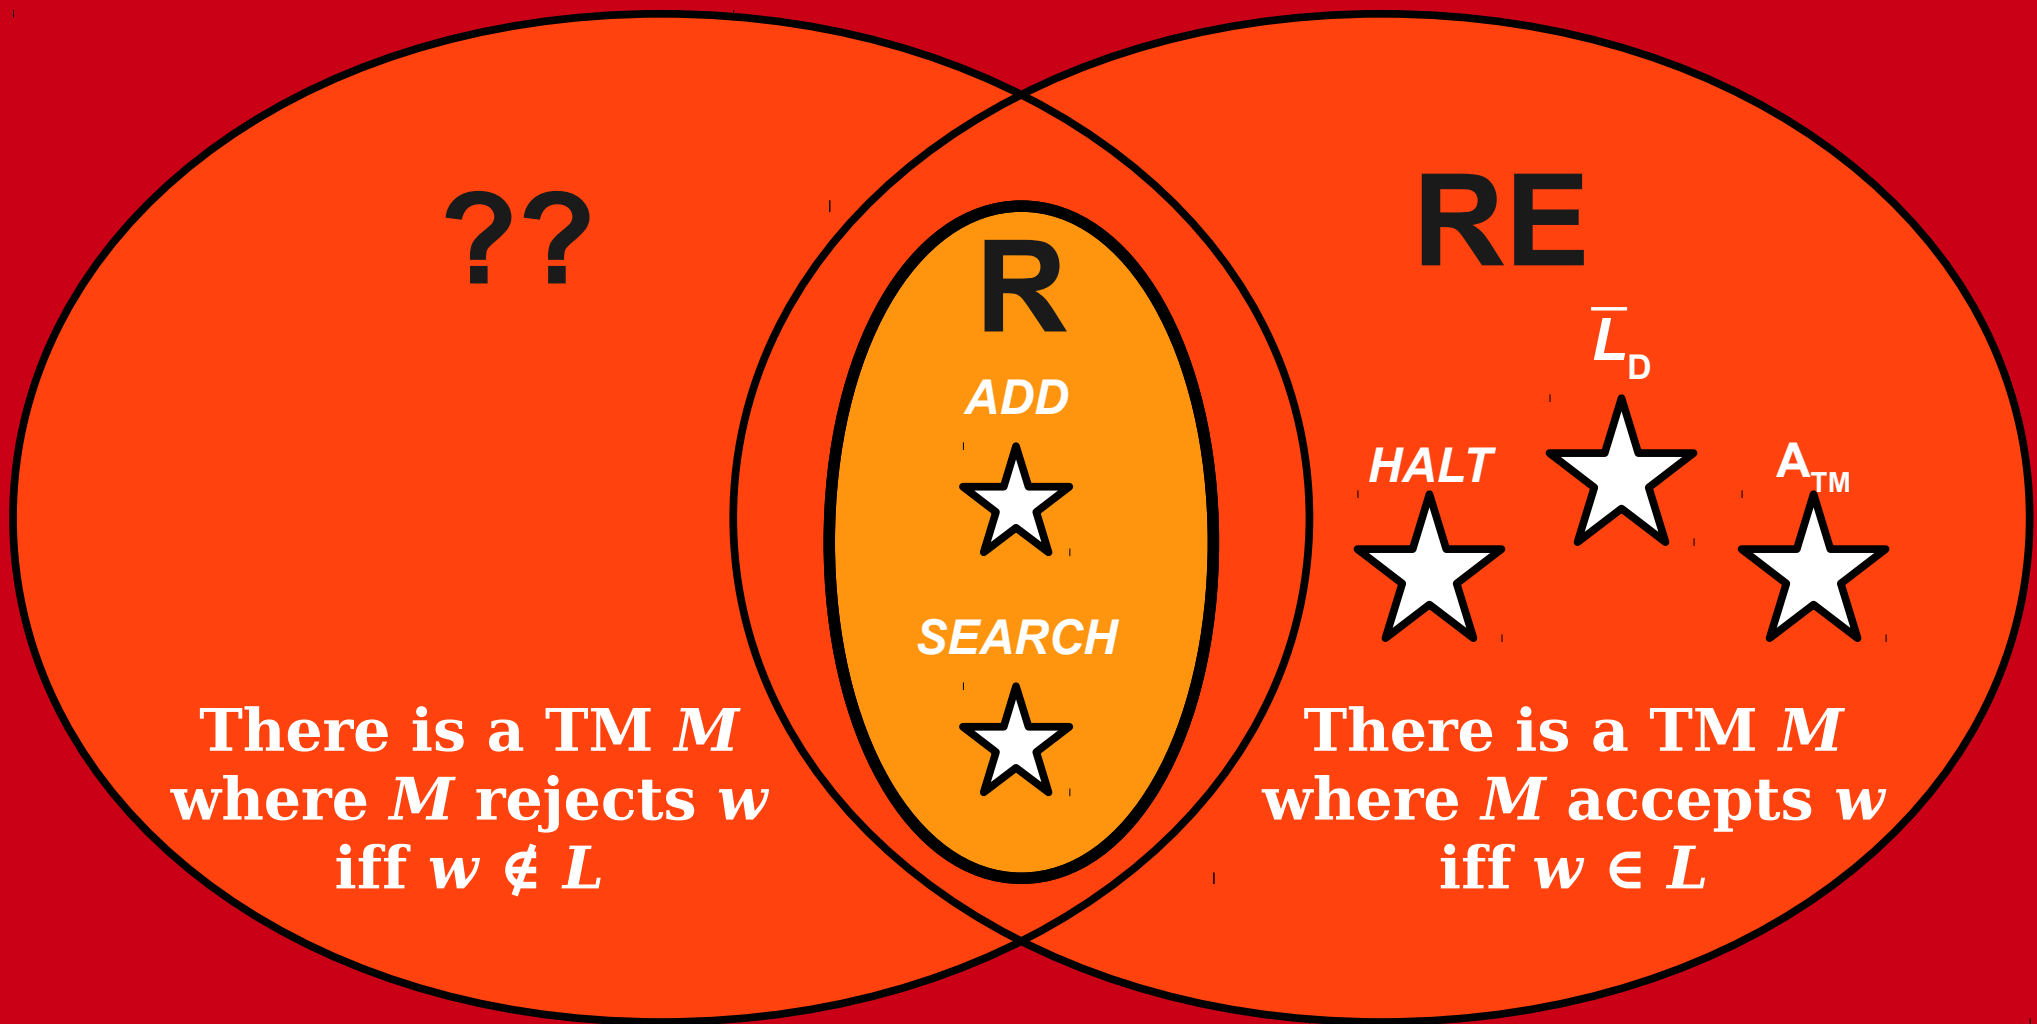 ??
There is a TM M
where M rejects w
iff w ∉ L
R
ADD
SEARCH
RE
L̅D
HALT
ATM
There is a TM M
where M accepts w
iff w ∈ L